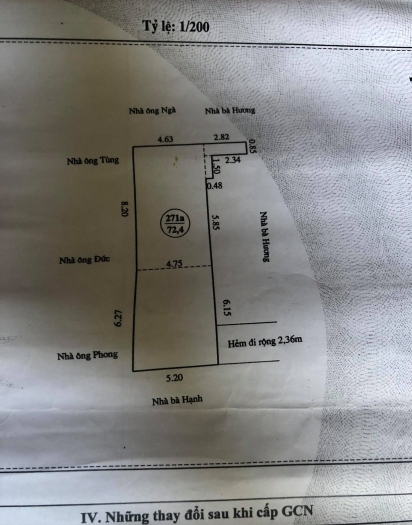 Tỷ lệ: 1/200
Nhà ông Ngà
Nhà bà Hương
4.63
2.82
0.85
Nhà ông Tùng
1.50
2.34
0.48
8.20
271a
72,4
5.85
Nhà bà Hương
Nhà ông Đức
4.75
6.27
6.15
Hẻm đi rộng 2,36m
Nhà ông Phong
5.20
Nhà bà Hạnh
IV. Những thay đổi sau khi cấp GCN